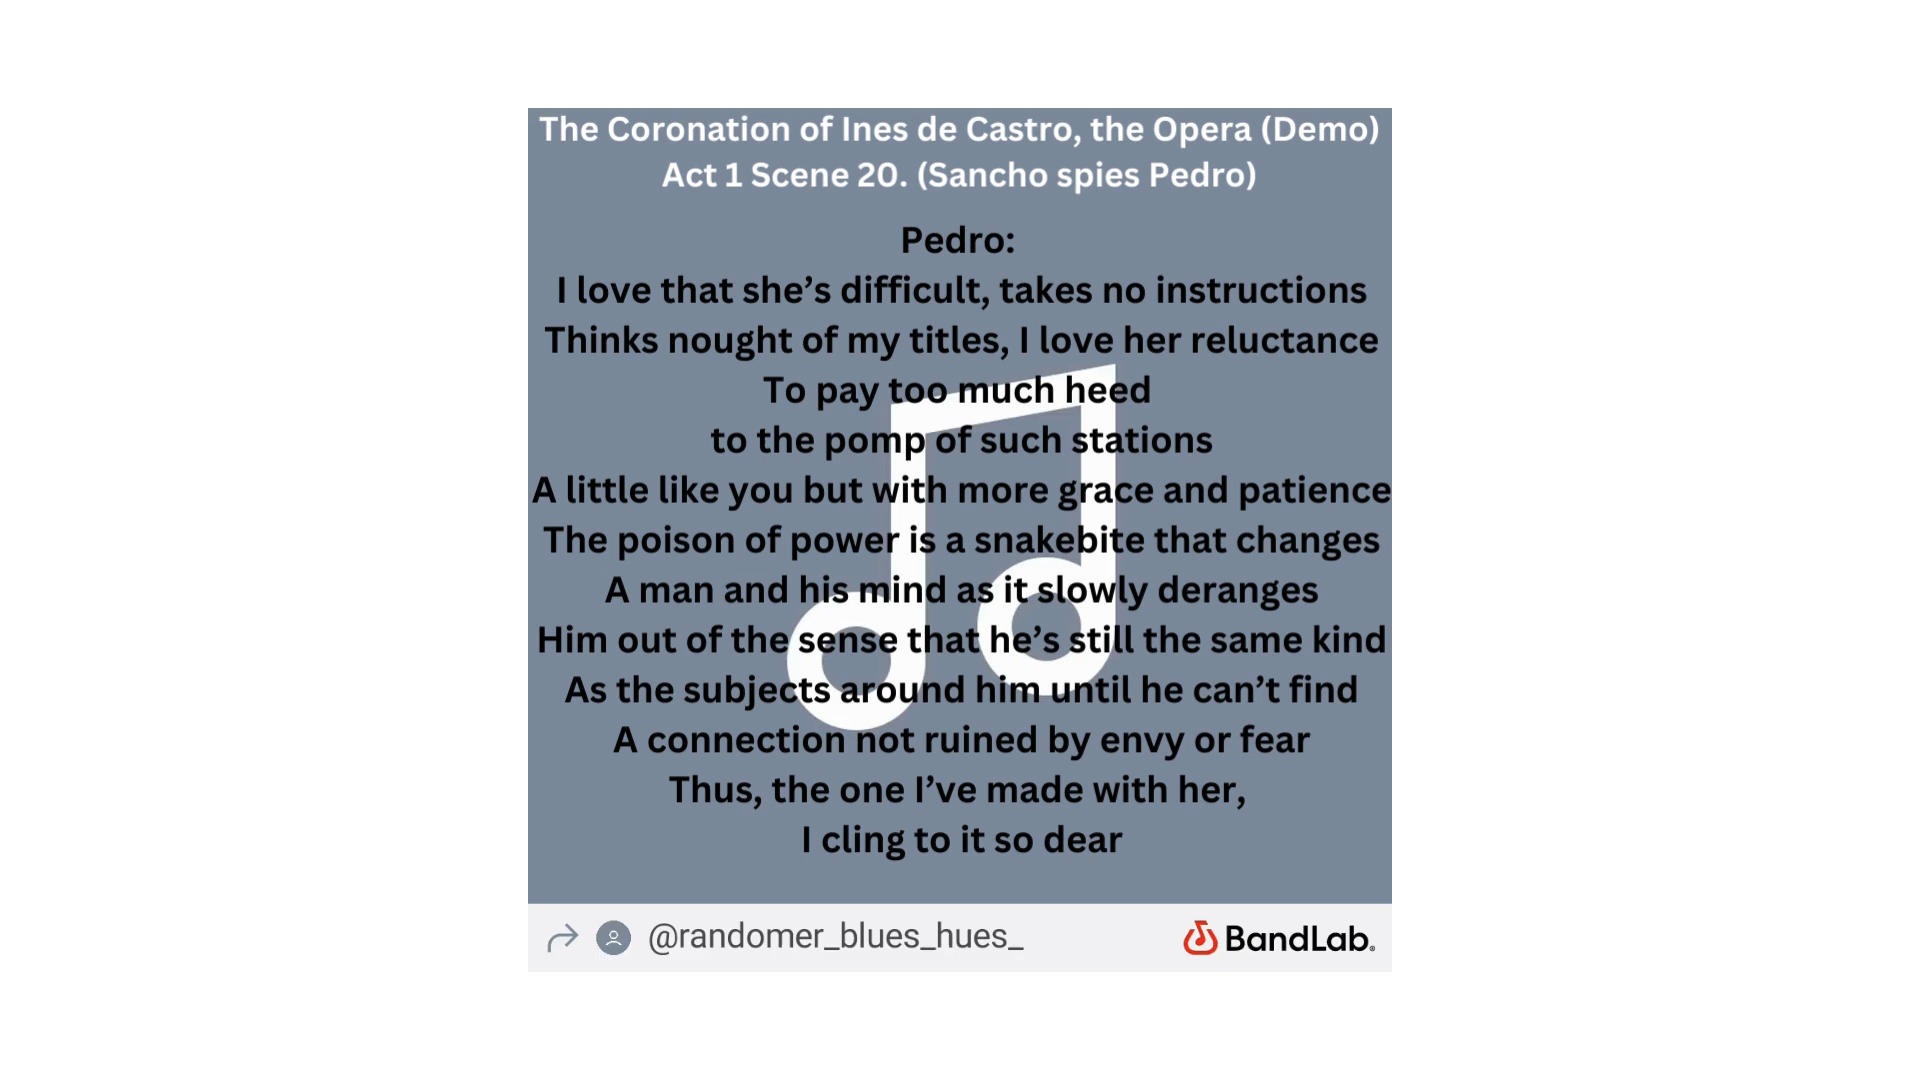 The Coronation of Ines de Castro, the Opera (Demo)
Act 1 Scene 20. (Sancho spies Pedro)
Pedro:
I love that she’s difficult, takes no instructions
Thinks nought of my titles, I love her reluctance
To pay too much heed
to the pomp of such stations
A little like you but with more grace and patience
The poison of power is a snakebite that changes
A man and his mind as it slowly deranges
Him out of the sense that he’s still the same kind
As the subjects around him until he can’t find
A connection not ruined by envy or fear
Thus, the one I’ve made with her,
I cling to it so dear
@randomer_blues_hues_
BandLab®